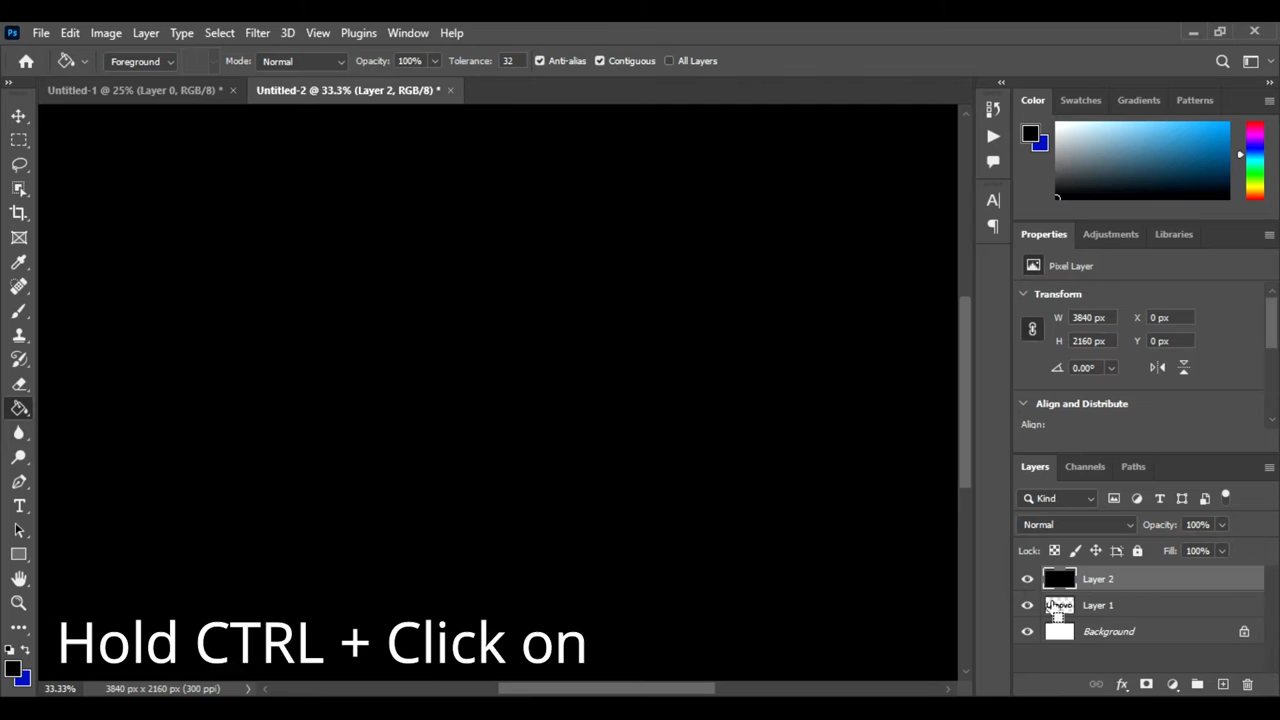 Ps File Edit Image Layer Type Select Filter 3D View Plugins Window Help
Foreground Mode: Normal Opacity: 100% Tolerance: 32 Anti-alias Contiguous All Layers
Untitled-1 @ 25% (Layer 0, RGB/8) * Untitled-2 @ 33.3% (Layer 2, RGB/8) *
Color Swatches Gradients Patterns
Properties Adjustments Libraries
Pixel Layer
Transform
W 3840 px X 0 px
H 2160 px Y 0 px
0.00°
Align and Distribute
Align:
Layers Channels Paths
Kind
Normal Opacity: 100%
Lock: Fill: 100%
Layer 2
Layer 1
Background
Hold CTRL + Click on
33.33% 3840 px x 2160 px (300 ppi)